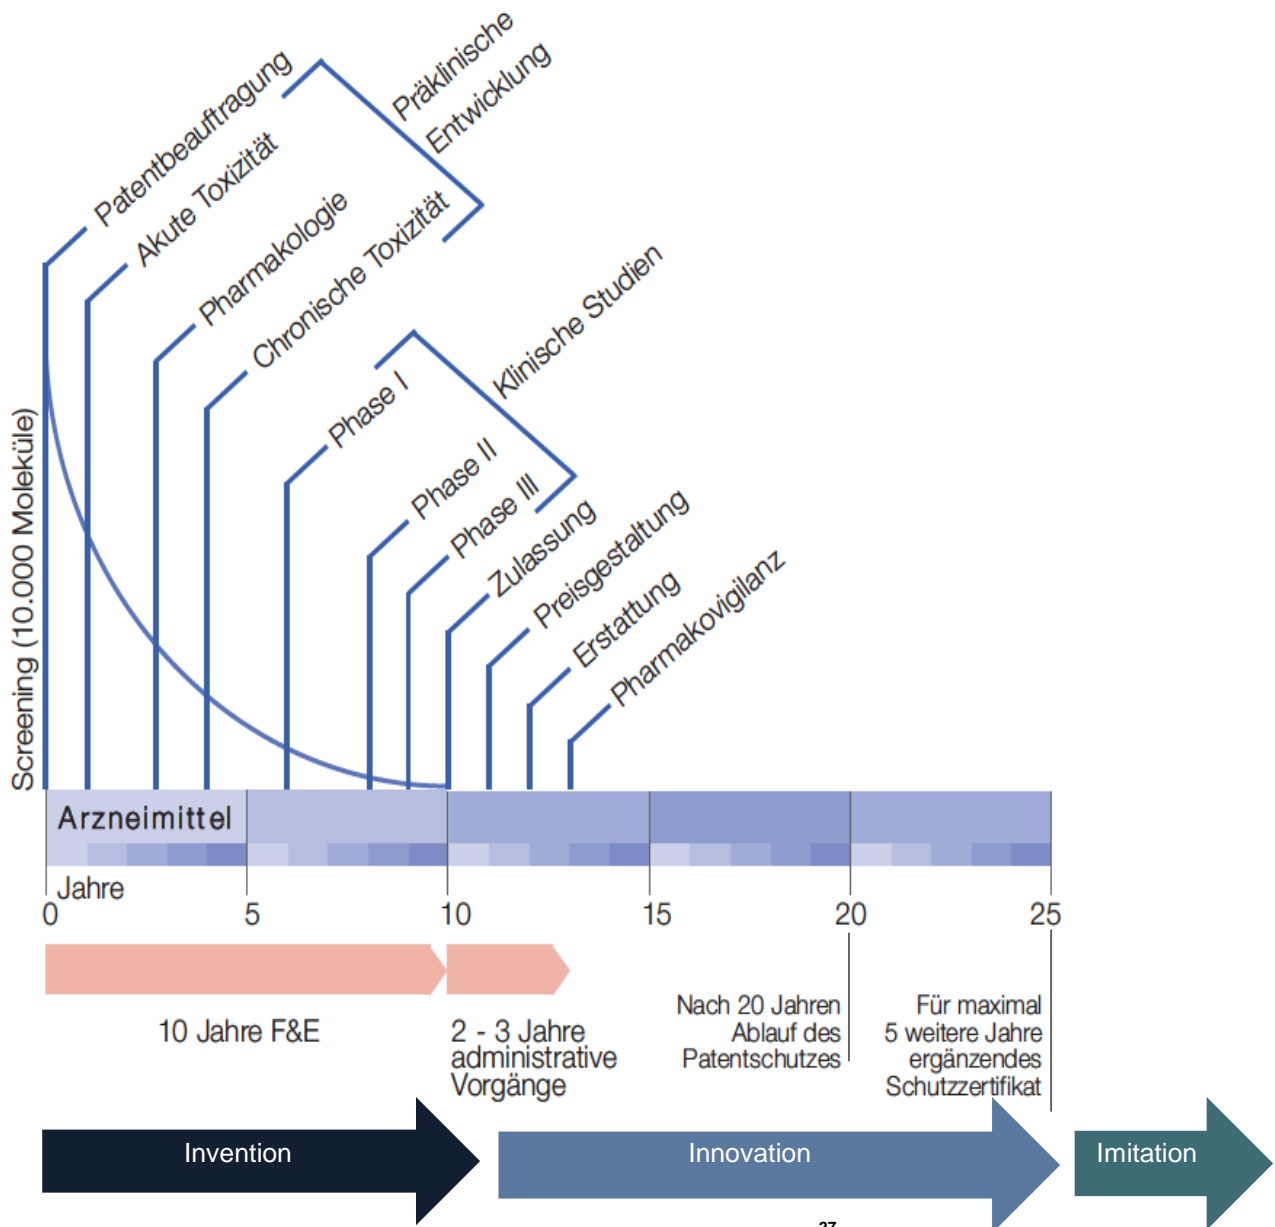 Präklinische
Entwicklung
Patentbeauftragung
Akute Toxizität
Pharmakologie
Chronische Toxizität
Klinische Studien
Phase I
Phase II
Phase III
Zulassung
Preisgestaltung
Erstattung
Pharmakovigilanz
Screening (10.000 Moleküle)
Arzneimittel
Jahre
0 5 10 15 20 25
10 Jahre F&E
2 - 3 Jahre
administrative
Vorgänge
Nach 20 Jahren
Ablauf des
Patentschutzes
Für maximal
5 weitere Jahre
ergänzendes
Schutzzertifikat
Invention
Innovation
Imitation